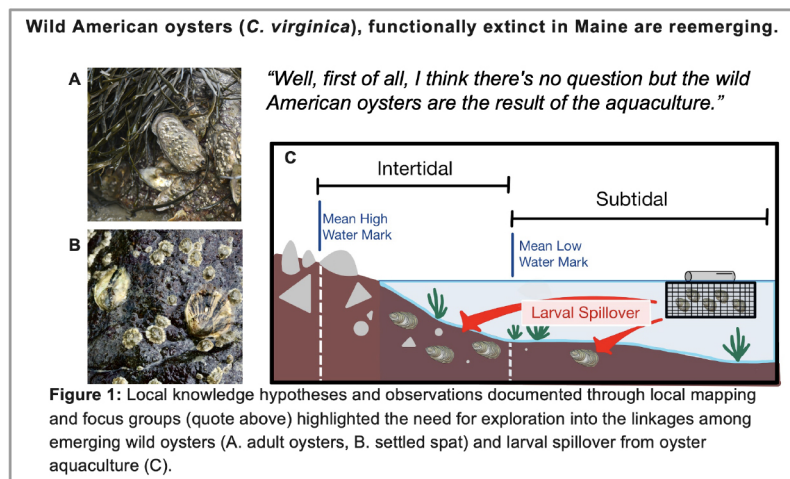 Wild American oysters (C. virginica), functionally extinct in Maine are reemerging.
A
“Well, first of all, I think there's no question but the wild
American oysters are the result of the aquaculture.”
B
C
Intertidal
Subtidal
Mean High
Water Mark
Mean Low
Water Mark
Larval Spillover
Figure 1: Local knowledge hypotheses and observations documented through local mapping
and focus groups (quote above) highlighted the need for exploration into the linkages among
emerging wild oysters (A. adult oysters, B. settled spat) and larval spillover from oyster
aquaculture (C).